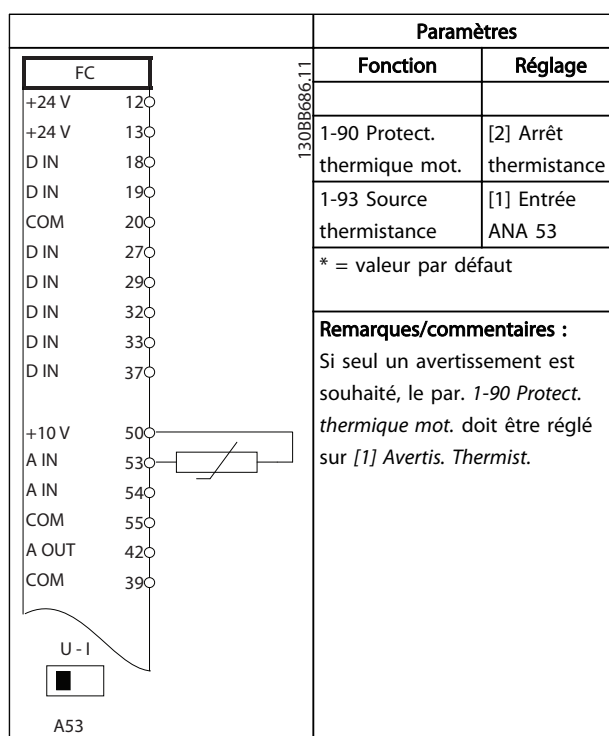 Paramètres
FC
Fonction Réglage
130BB686.11
+24 V 12
+24 V 13
D IN 18
D IN 19
COM 20
D IN 27
D IN 29
D IN 32
D IN 33
D IN 37
+10 V 50
A IN 53
A IN 54
COM 55
A OUT 42
COM 39
U - I
A53
1-90 Protect. [2] Arrêt
thermique mot. thermistance
1-93 Source [1] Entrée
thermistance ANA 53
* = valeur par défaut
Remarques/commentaires :
Si seul un avertissement est
souhaité, le par. 1-90 Protect.
thermique mot. doit être réglé
sur [1] Avertis. Thermist.